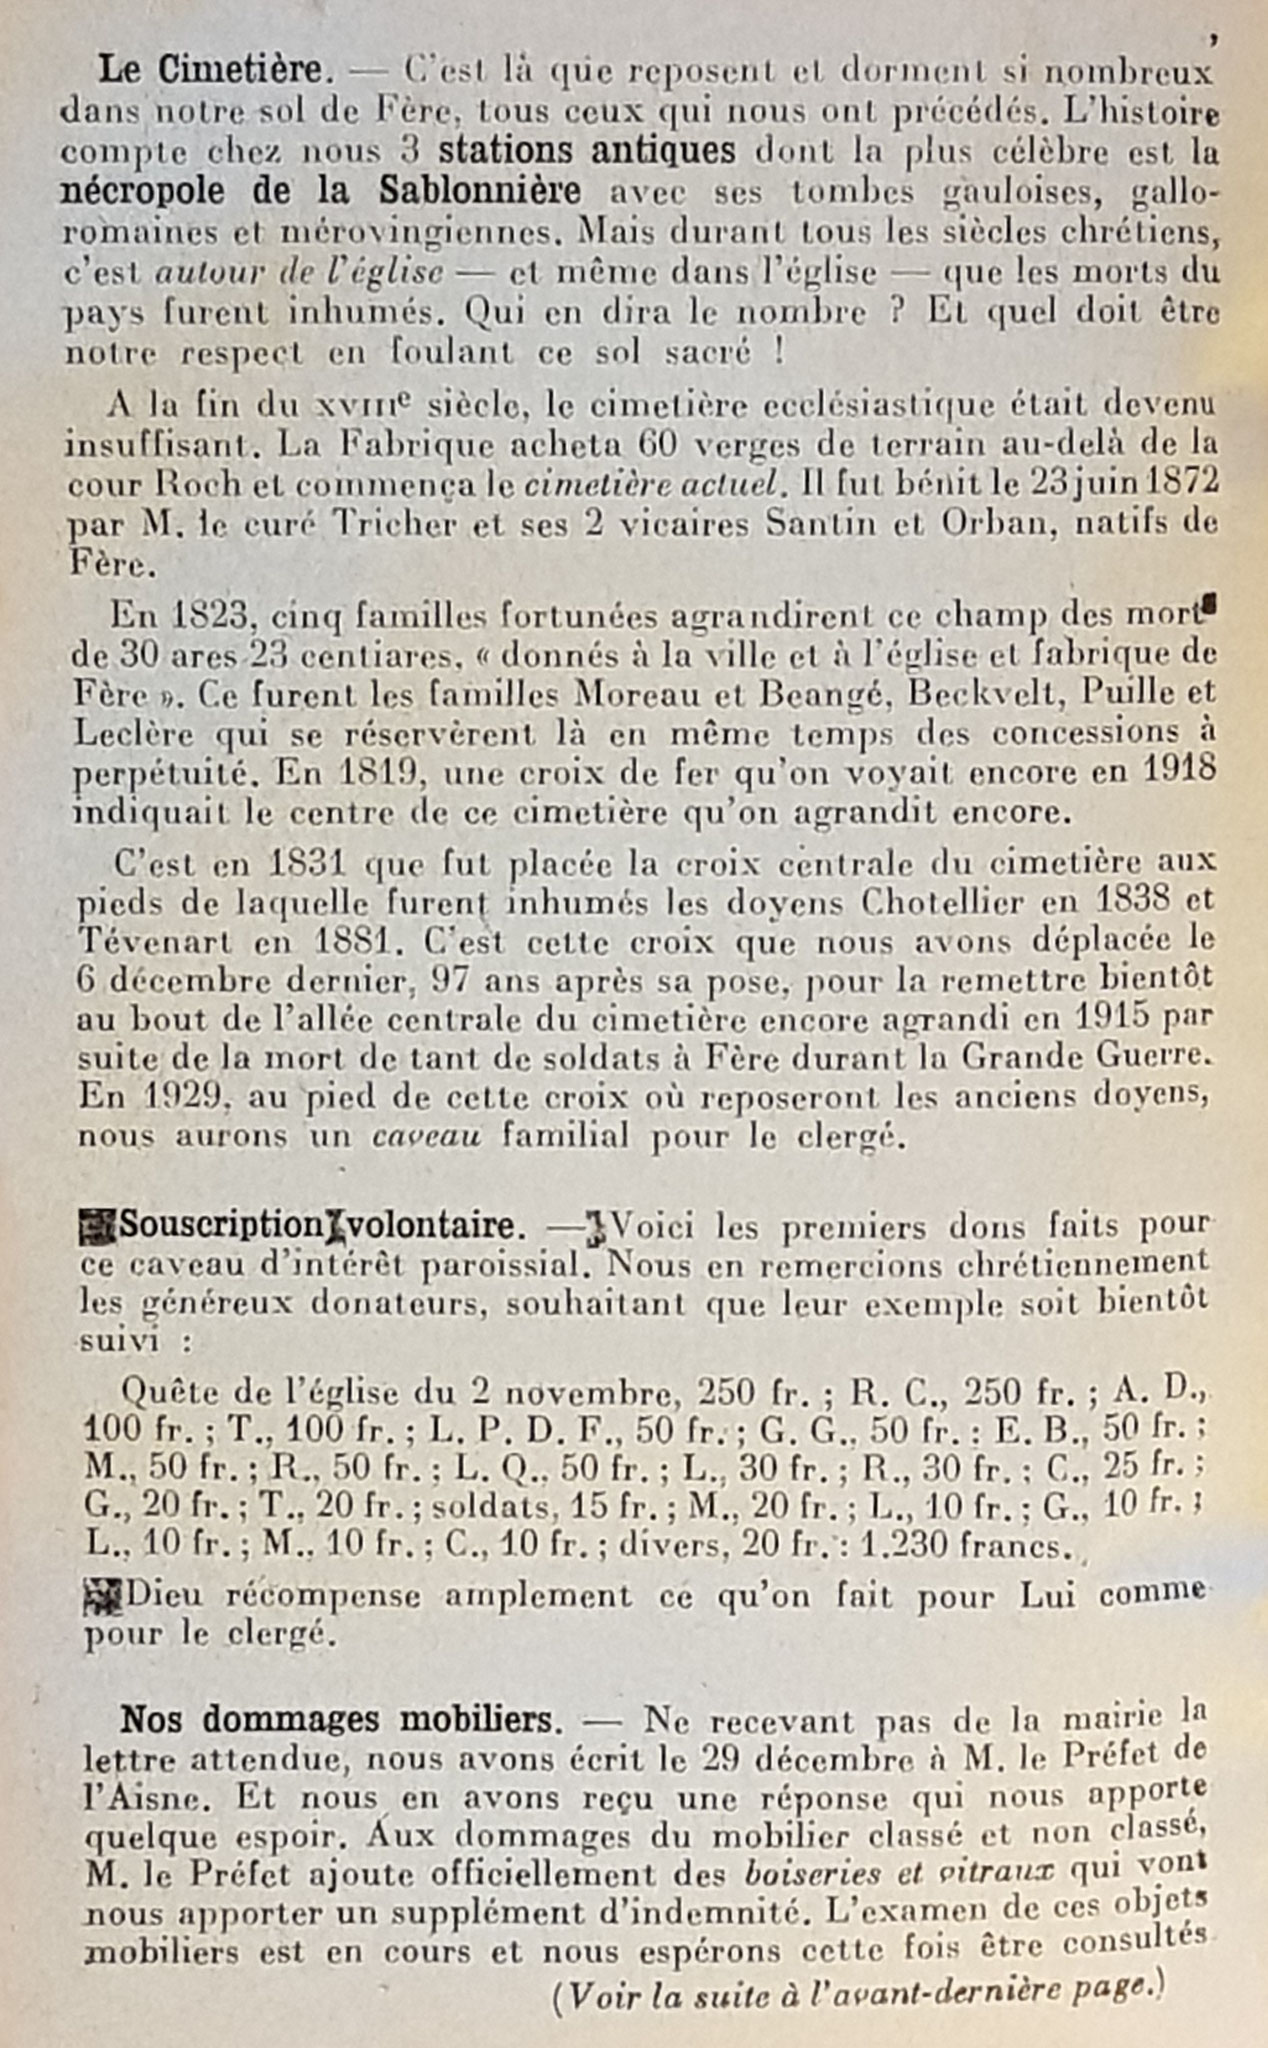 Le Cimetière. — C'est là que reposent et dorment si nombreux
dans notre sol de Fère, tous ceux qui nous ont précédés. L'histoire
compte chez nous 3 stations antiques dont la plus célèbre est la
nécropole de la Sablonnière avec ses tombes gauloises, gallo-
romaines et mérovingiennes. Mais durant tous les siècles chrétiens,
c'est autour de l'église — et même dans l'église — que les morts du
pays furent inhumés. Qui en dira le nombre ? Et quel doit être
notre respect en foulant ce sol sacré !
A la fin du XVIIIe siècle, le cimetière ecclésiastique était devenu
insuffisant. La Fabrique acheta 60 verges de terrain au-delà de la
cour Roch et commença le cimetière actuel. Il fut bénit le 23 juin 1872
par M. le curé Tricher et ses 2 vicaires Santin et Orban, natifs de
Fère.
En 1823, cinq familles fortunées agrandirent ce champ des mort
de 30 ares 23 centiares, « donnés à la ville et à l'église et fabrique de
Fère ». Ce furent les familles Moreau et Beangé, Beckvelt, Puille et
Leclère qui se réservèrent là en même temps des concessions à
perpétuité. En 1819, une croix de fer qu'on voyait encore en 1918
indiquait le centre de ce cimetière qu'on agrandit encore.
C'est en 1831 que fut placée la croix centrale du cimetière aux
pieds de laquelle furent inhumés les doyens Chotellier en 1838 et
Tévenart en 1881. C'est cette croix que nous avons déplacée le
6 décembre dernier, 97 ans après sa pose, pour la remettre bientôt
au bout de l'allée centrale du cimetière encore agrandi en 1915 par
suite de la mort de tant de soldats à Fère durant la Grande Guerre.
En 1929, au pied de cette croix où reposeront les anciens doyens,
nous aurons un caveau familial pour le clergé.
Souscription volontaire. — Voici les premiers dons faits pour
ce caveau d'intérêt paroissial. Nous en remercions chrétiennement
les généreux donateurs, souhaitant que leur exemple soit bientôt
suivi :
Quête de l'église du 2 novembre, 250 fr. ; R. C., 250 fr. ; A. D.,
100 fr. ; T., 100 fr. ; L. P. D. F., 50 fr. ; G. G., 50 fr. : E. B., 50 fr. ;
M., 50 fr. ; R., 50 fr. ; L. Q., 50 fr. ; L., 30 fr. ; R., 30 fr. ; C., 25 fr. ;
G., 20 fr. ; T., 20 fr. ; soldats, 15 fr. ; M., 20 fr. ; L., 10 fr. ; G., 10 fr. ;
L., 10 fr. ; M., 10 fr. ; C., 10 fr. ; divers, 20 fr. : 1.230 francs.
Dieu récompense amplement ce qu'on fait pour Lui comme
pour le clergé.
Nos dommages mobiliers. — Ne recevant pas de la mairie la
lettre attendue, nous avons écrit le 29 décembre à M. le Préfet de
l'Aisne. Et nous en avons reçu une réponse qui nous apporte
quelque espoir. Aux dommages du mobilier classé et non classé,
M. le Préfet ajoute officiellement des boiseries et vitraux qui vont
nous apporter un supplément d'indemnité. L'examen de ces objets
mobiliers est en cours et nous espérons cette fois être consultés
(Voir la suite à l'avant-dernière page.)